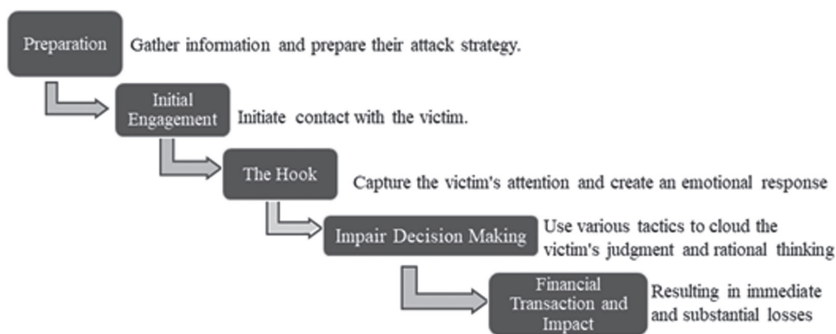 Preparation
Gather information and prepare their attack strategy.
Initial
Engagement
Initiate contact with the victim.
The Hook
Capture the victim's attention and create an emotional response
Impair Decision Making
Use various tactics to cloud the
victim's judgment and rational thinking
Financial
Transaction and
Impact
Resulting in immediate
and substantial losses